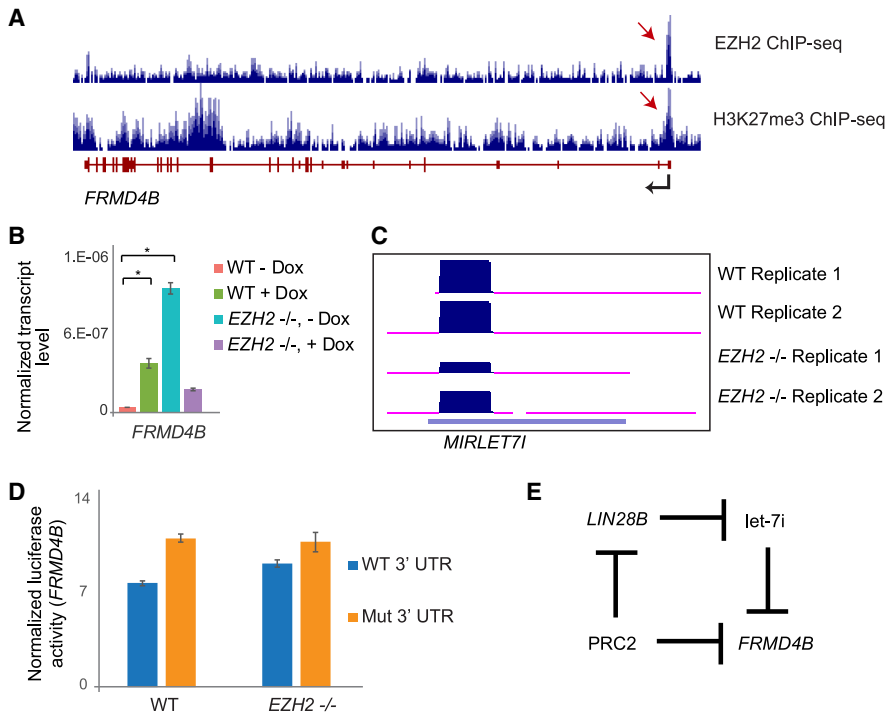 A
EZH2 ChIP-seq
H3K27me3 ChIP-seq
FRMD4B
B
Normalized transcript level
1.E-06
6.E-07
0
FRMD4B
WT - Dox
WT + Dox
EZH2 -/-, - Dox
EZH2 -/-, + Dox
* 
*
C
WT Replicate 1
WT Replicate 2
EZH2 -/- Replicate 1
EZH2 -/- Replicate 2
MIRLET7I
D
Normalized luciferase activity (FRMD4B)
14
7
0
WT
EZH2 -/-
WT 3' UTR
Mut 3' UTR
E
LIN28B
let-7i
PRC2
FRMD4B